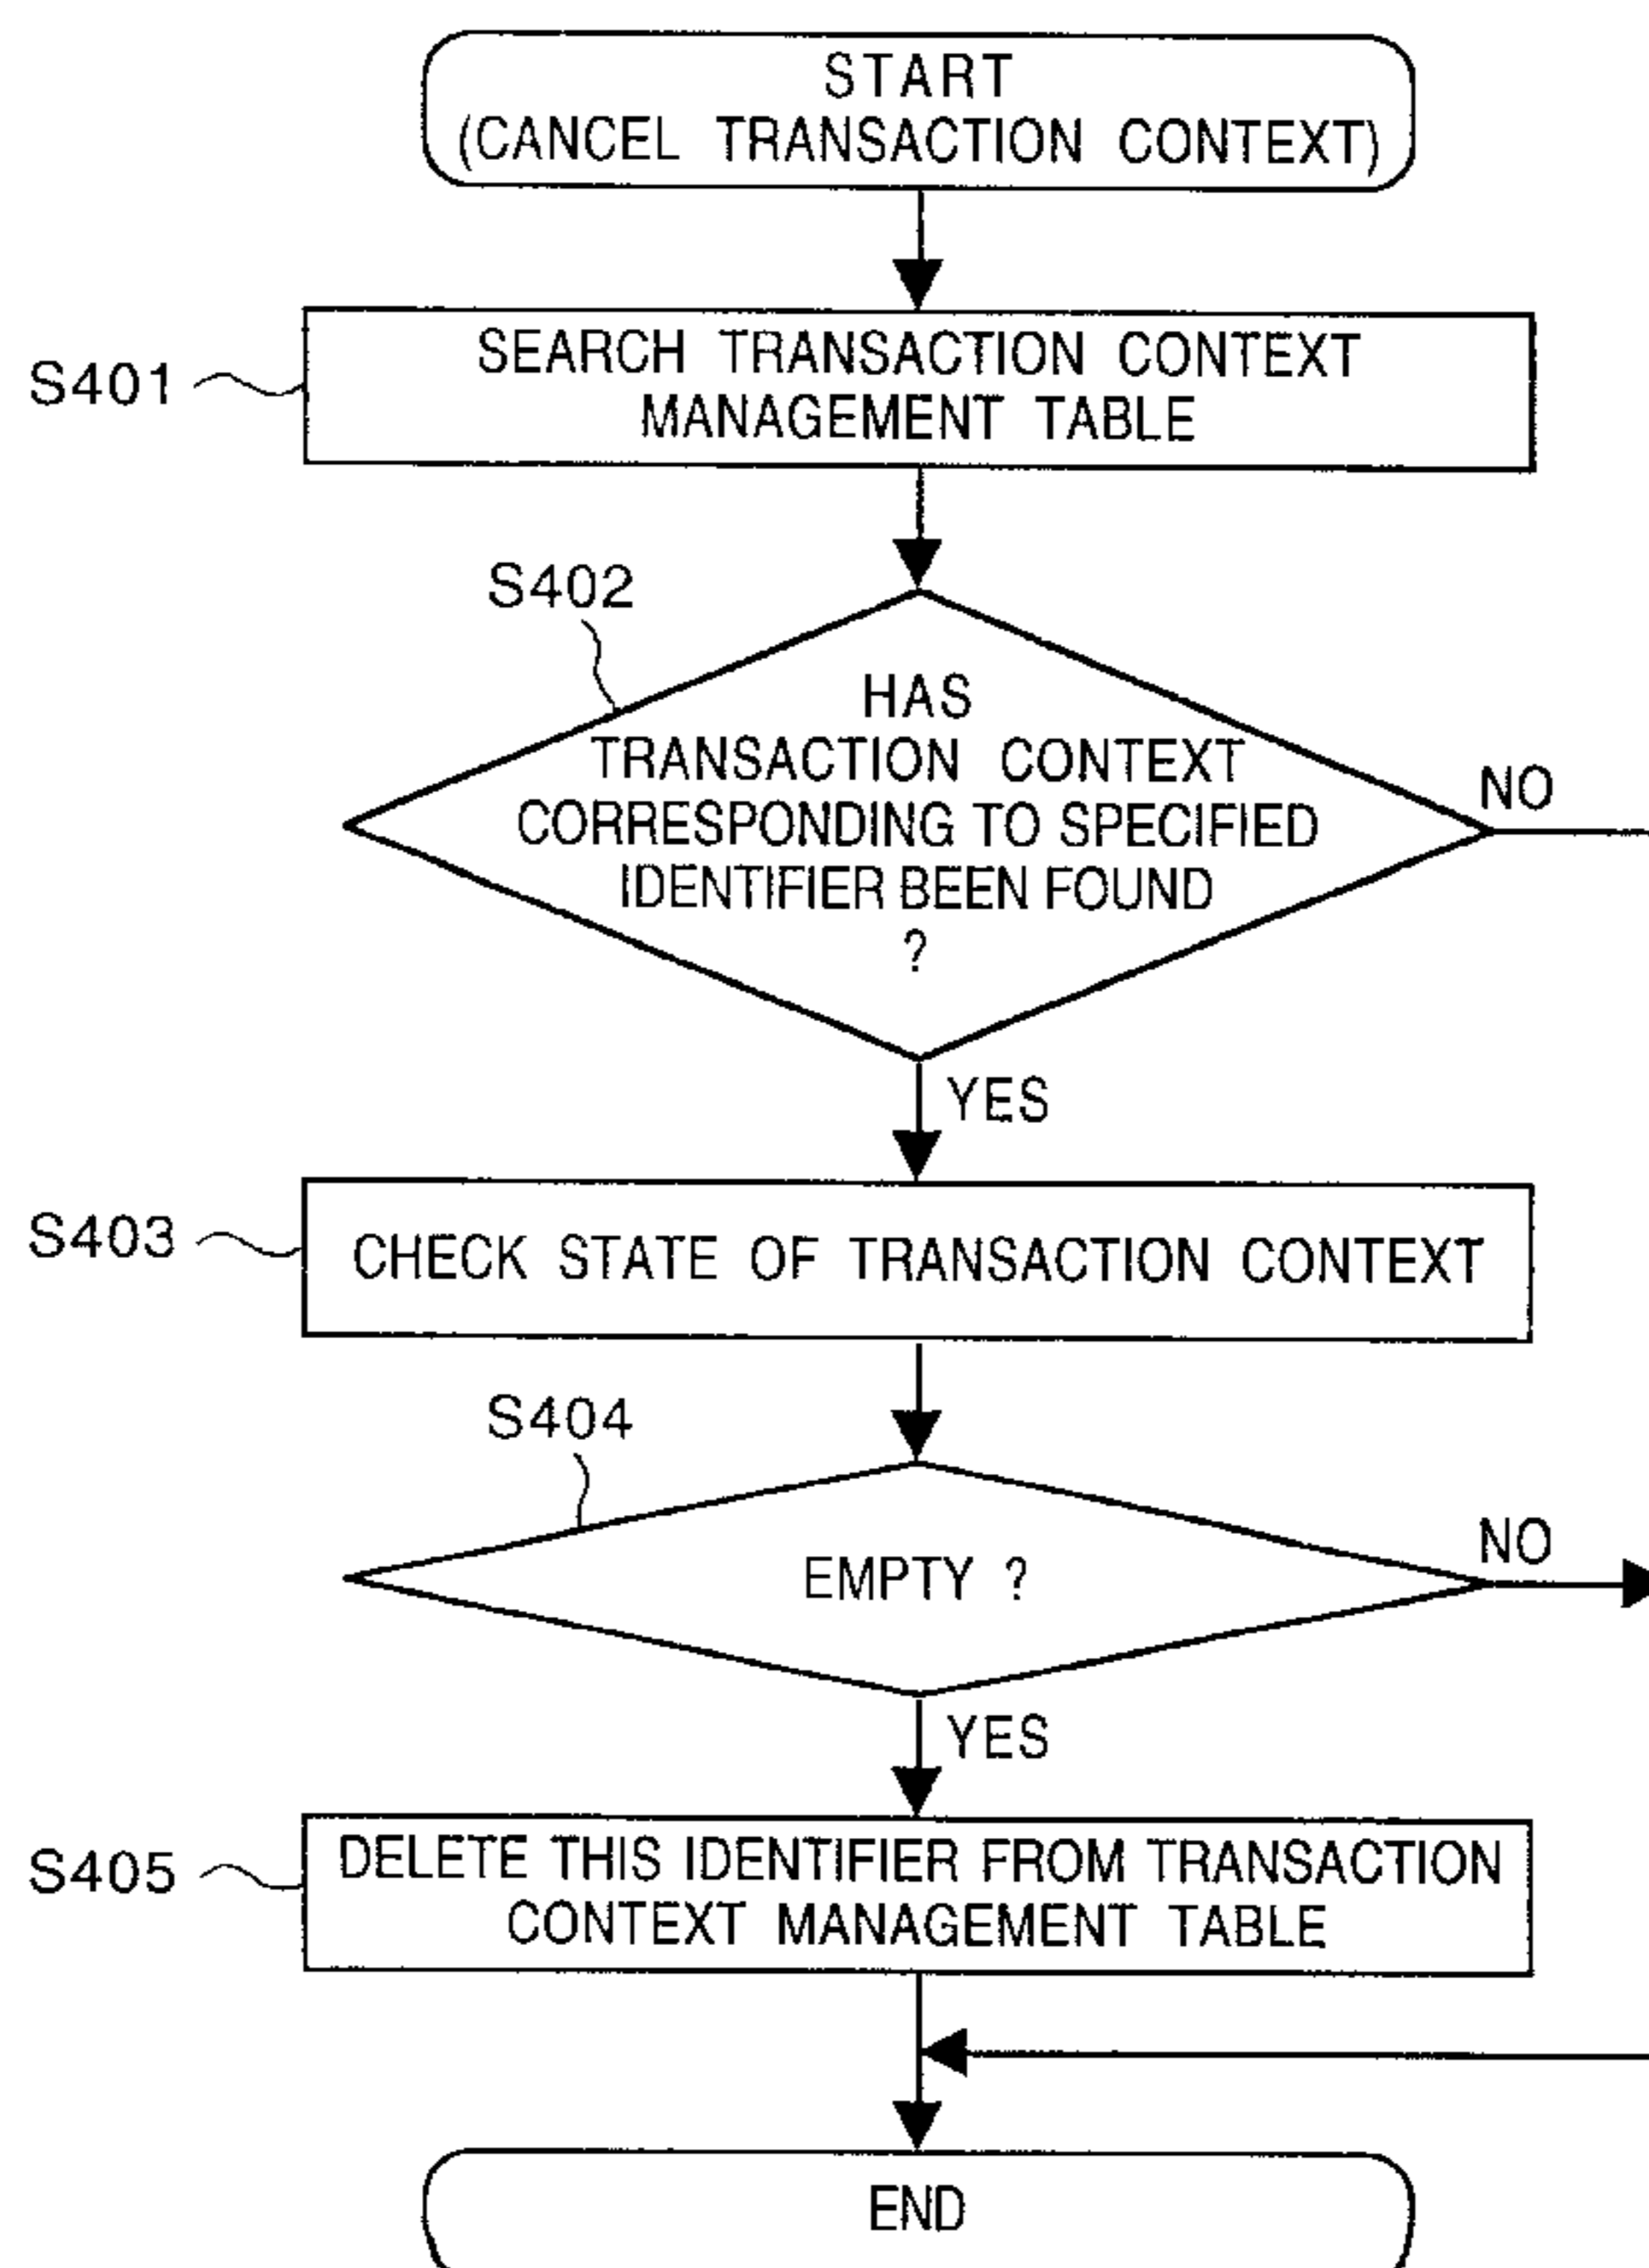 START
(CANCEL TRANSACTION CONTEXT)
S401
SEARCH TRANSACTION CONTEXT
MANAGEMENT TABLE
S402
HAS
TRANSACTION CONTEXT
CORRESPONDING TO SPECIFIED
IDENTIFIER BEEN FOUND
?
NO
YES
S403
CHECK STATE OF TRANSACTION CONTEXT
S404
EMPTY ?
NO
YES
S405
DELETE THIS IDENTIFIER FROM TRANSACTION
CONTEXT MANAGEMENT TABLE
END